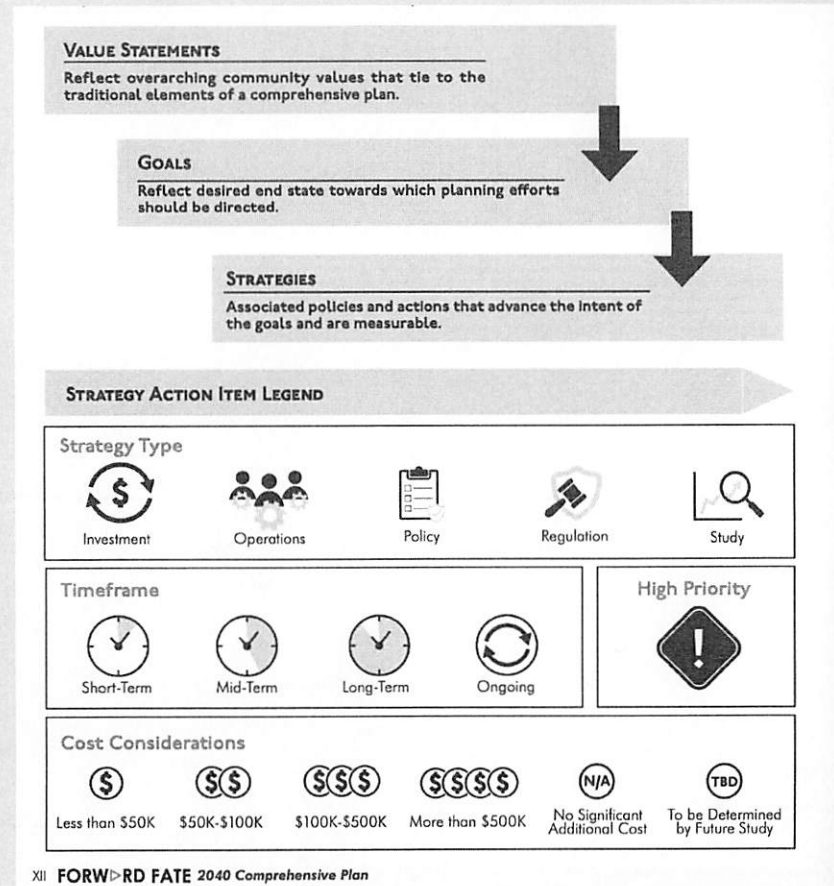 VALUE STATEMENTS
Reflect overarching community values that tie to the
traditional elements of a comprehensive plan.
GOALS
Reflect desired end state towards which planning efforts
should be directed.
STRATEGIES
Associated policies and actions that advance the intent of
the goals and are measurable.
STRATEGY ACTION ITEM LEGEND
Strategy Type
$
Investment
Operations
Policy
Regulation
Study
Timeframe
Short-Term
Mid-Term
Long-Term
Ongoing
High Priority
!
Cost Considerations
$
$$
$$$
$$$$
N/A
TBD
Less than $50K
$50K-$100K
$100K-$500K
More than $500K
No Significant
Additional Cost
To be Determined
by Future Study
XII FORW▷RD FATE 2040 Comprehensive Plan